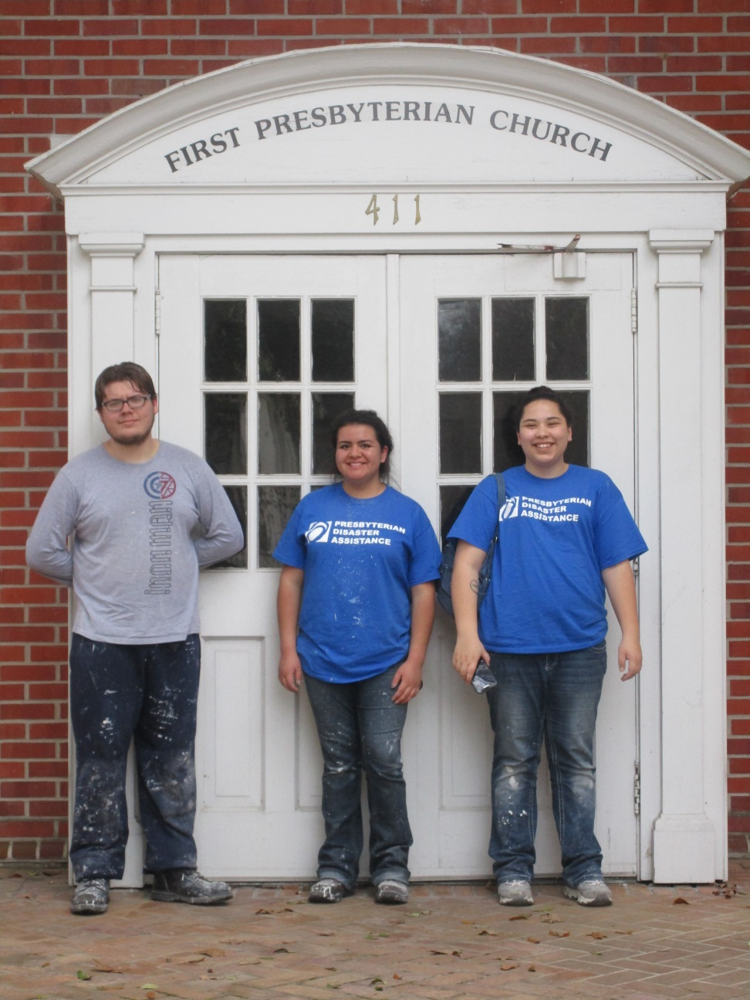 FIRST PRESBYTERIAN CHURCH
411
PRESBYTERIAN
DISASTER
ASSISTANCE
PRESBYTERIAN
DISASTER
ASSISTANCE